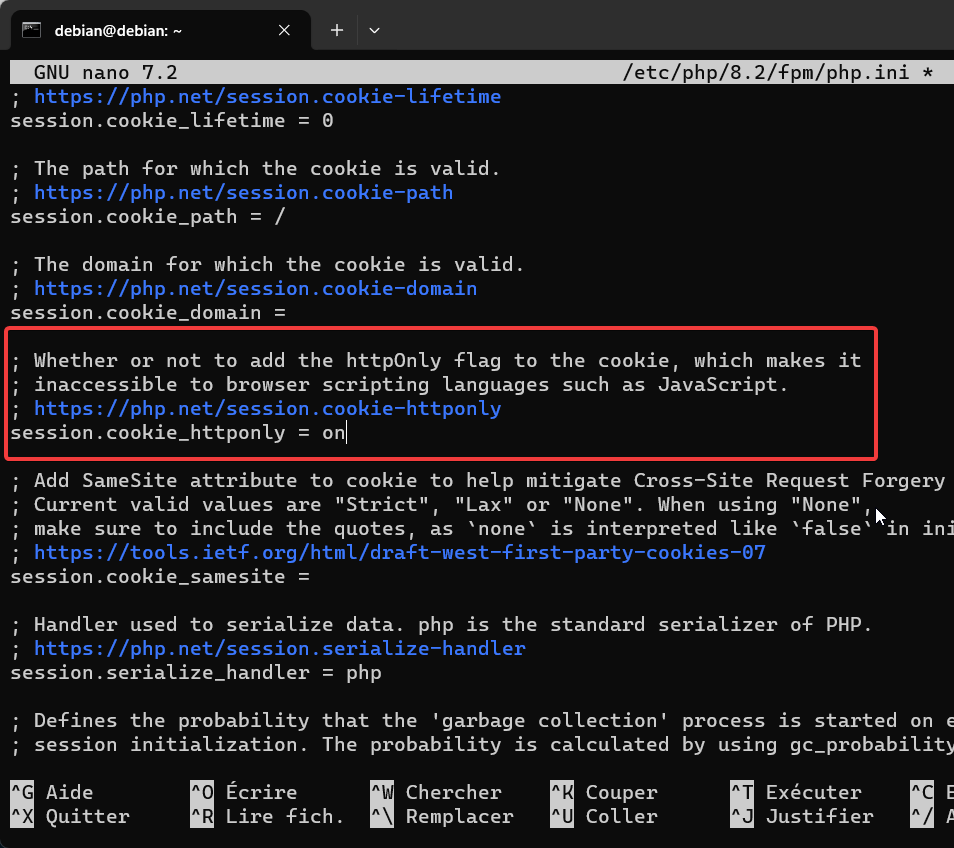 debian@debian: ~
GNU nano 7.2 /etc/php/8.2/fpm/php.ini *
; https://php.net/session.cookie-lifetime
session.cookie_lifetime = 0
; The path for which the cookie is valid.
; https://php.net/session.cookie-path
session.cookie_path = /
; The domain for which the cookie is valid.
; https://php.net/session.cookie-domain
session.cookie_domain =
; Whether or not to add the httpOnly flag to the cookie, which makes it
; inaccessible to browser scripting languages such as JavaScript.
; https://php.net/session.cookie-httponly
session.cookie_httponly = on
; Add SameSite attribute to cookie to help mitigate Cross-Site Request Forgery
; Current valid values are "Strict", "Lax" or "None". When using "None",
; make sure to include the quotes, as `none` is interpreted like `false` in ini
; https://tools.ietf.org/html/draft-west-first-party-cookies-07
session.cookie_samesite =
; Handler used to serialize data. php is the standard serializer of PHP.
; https://php.net/session.serialize-handler
session.serialize_handler = php
; Defines the probability that the 'garbage collection' process is started on e
; session initialization. The probability is calculated by using gc_probability
^G Aide ^O Écrire ^W Chercher ^K Couper ^T Exécuter ^C
^X Quitter ^R Lire fich. ^\ Remplacer ^U Coller ^J Justifier ^/